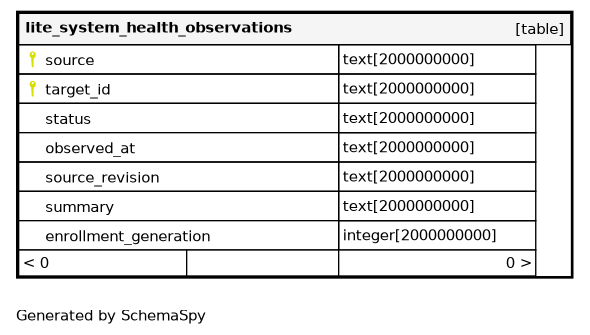 lite_system_health_observations [table]
source text[2000000000]
target_id text[2000000000]
status text[2000000000]
observed_at text[2000000000]
source_revision text[2000000000]
summary text[2000000000]
enrollment_generation integer[2000000000]
< 0 0 >
Generated by SchemaSpy